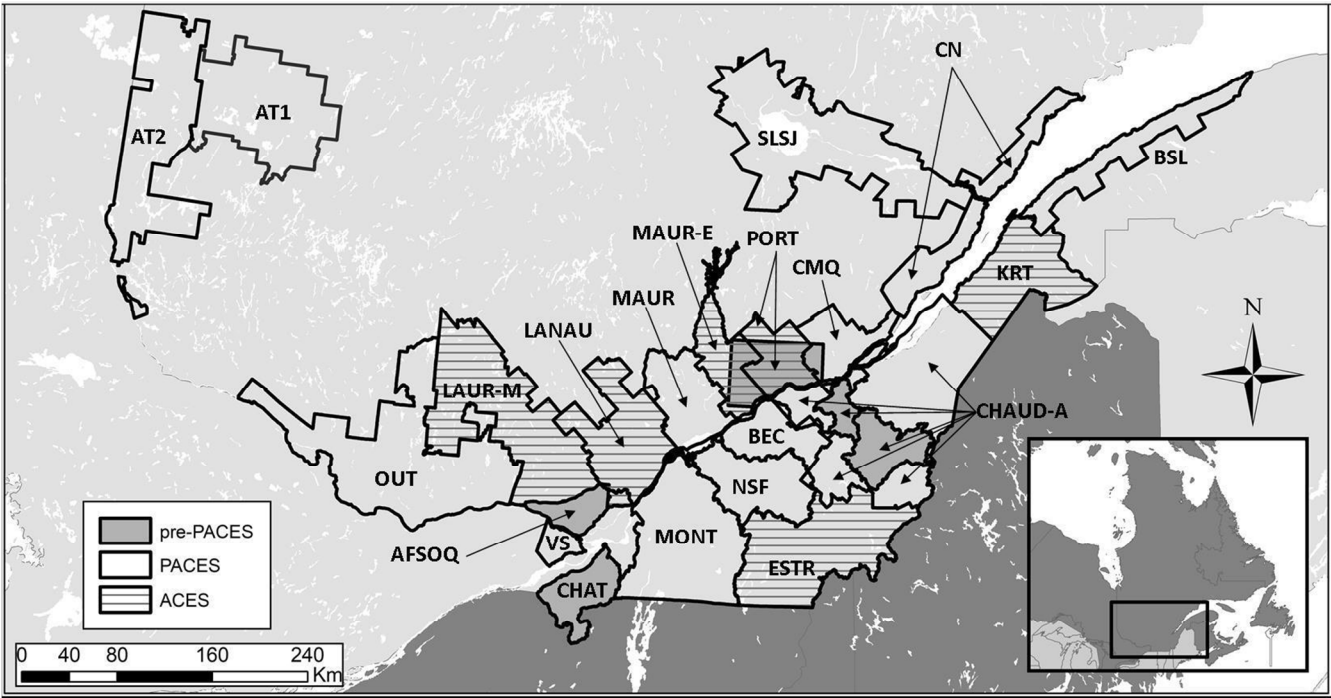 CN
AT1
AT2
SLSJ
BSL
MAUR-E
PORT
CMQ
KRT
MAUR
N
LANAU
LAUR-M
CHAUD-A
BEC
OUT
NSF
pre-PACES
PACES
ACES
MONT
VS
AFSOQ
ESTR
CHAT
0 40 80 160 240
Km